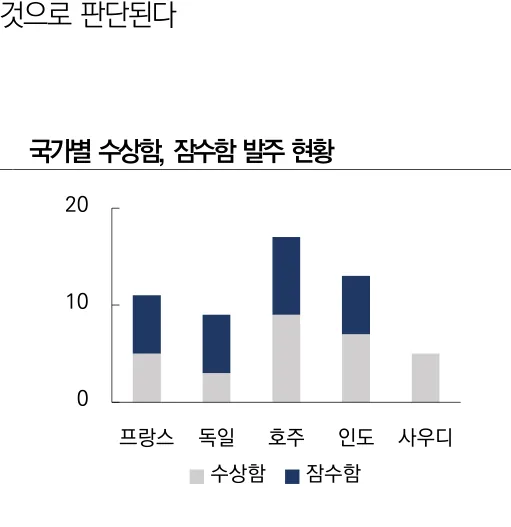 것으로 판단된다
국가별 수상함, 잠수함 발주 현황
20
10
0
프랑스 독일 호주 인도 사우디
수상함 잠수함